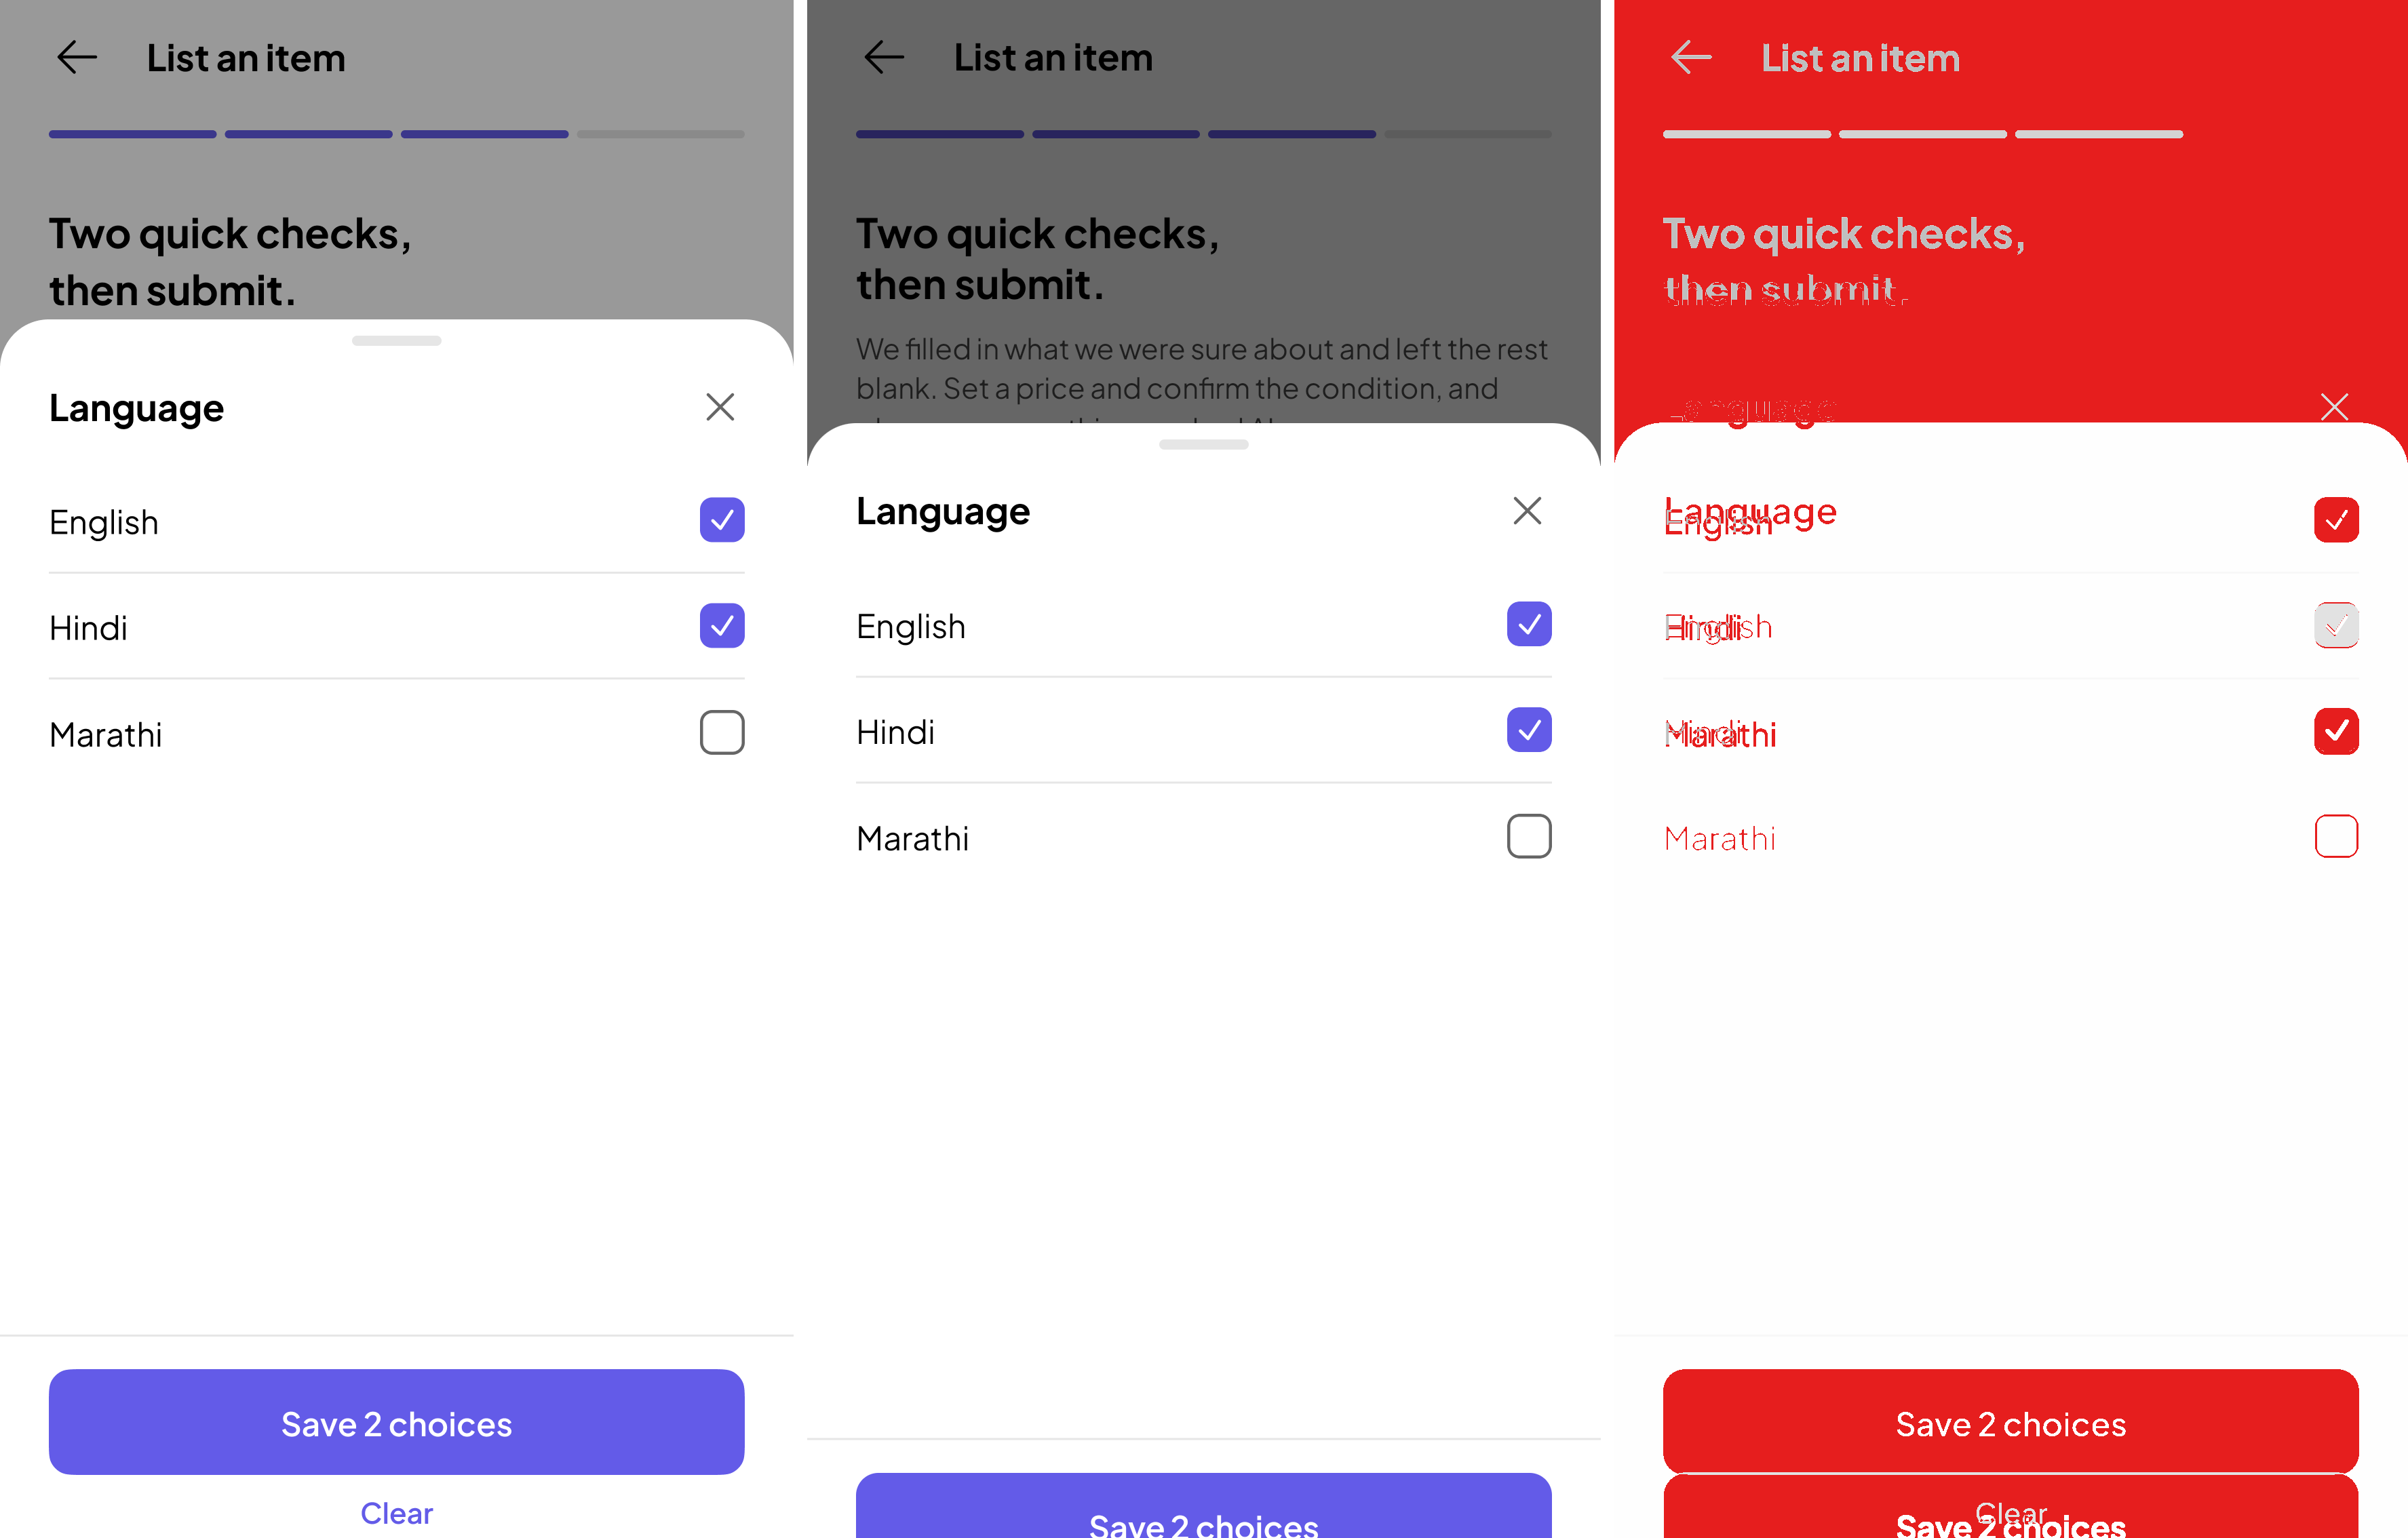 List an item
Two quick checks,
then submit.
Language
English
Hindi
Marathi
Save 2 choices
Clear
List an item
Two quick checks,
then submit.
We filled in what we were sure about and left the rest
blank. Set a price and confirm the condition, and
Language
English
Hindi
Marathi
Save 2 choices
List an item
Two quick checks,
then submit.
Language
Language
English
English
Hindi
Marathi
Hindi
Marathi
Save 2 choices
Clear
Save 2 choices